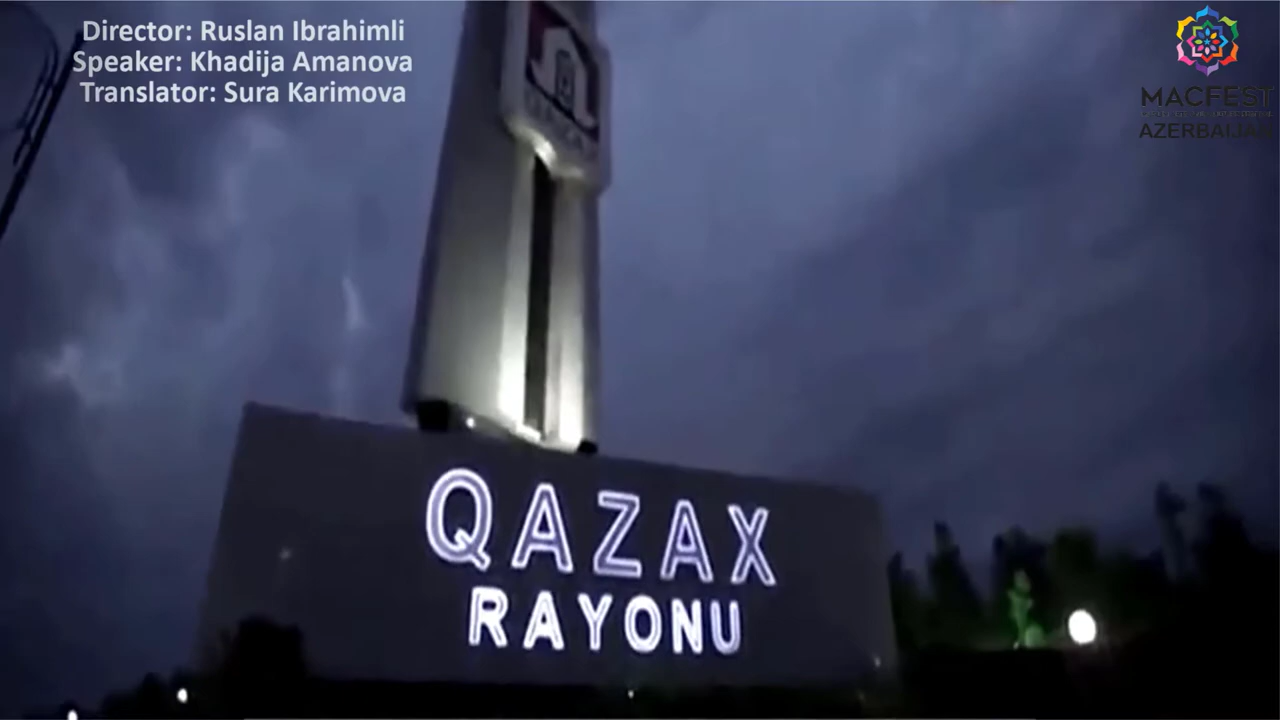 Director: Ruslan Ibrahimli
Speaker: Khadija Amanova
Translator: Sura Karimova
MACFEST
AZERBAIJAN
QAZAX
RAYONU